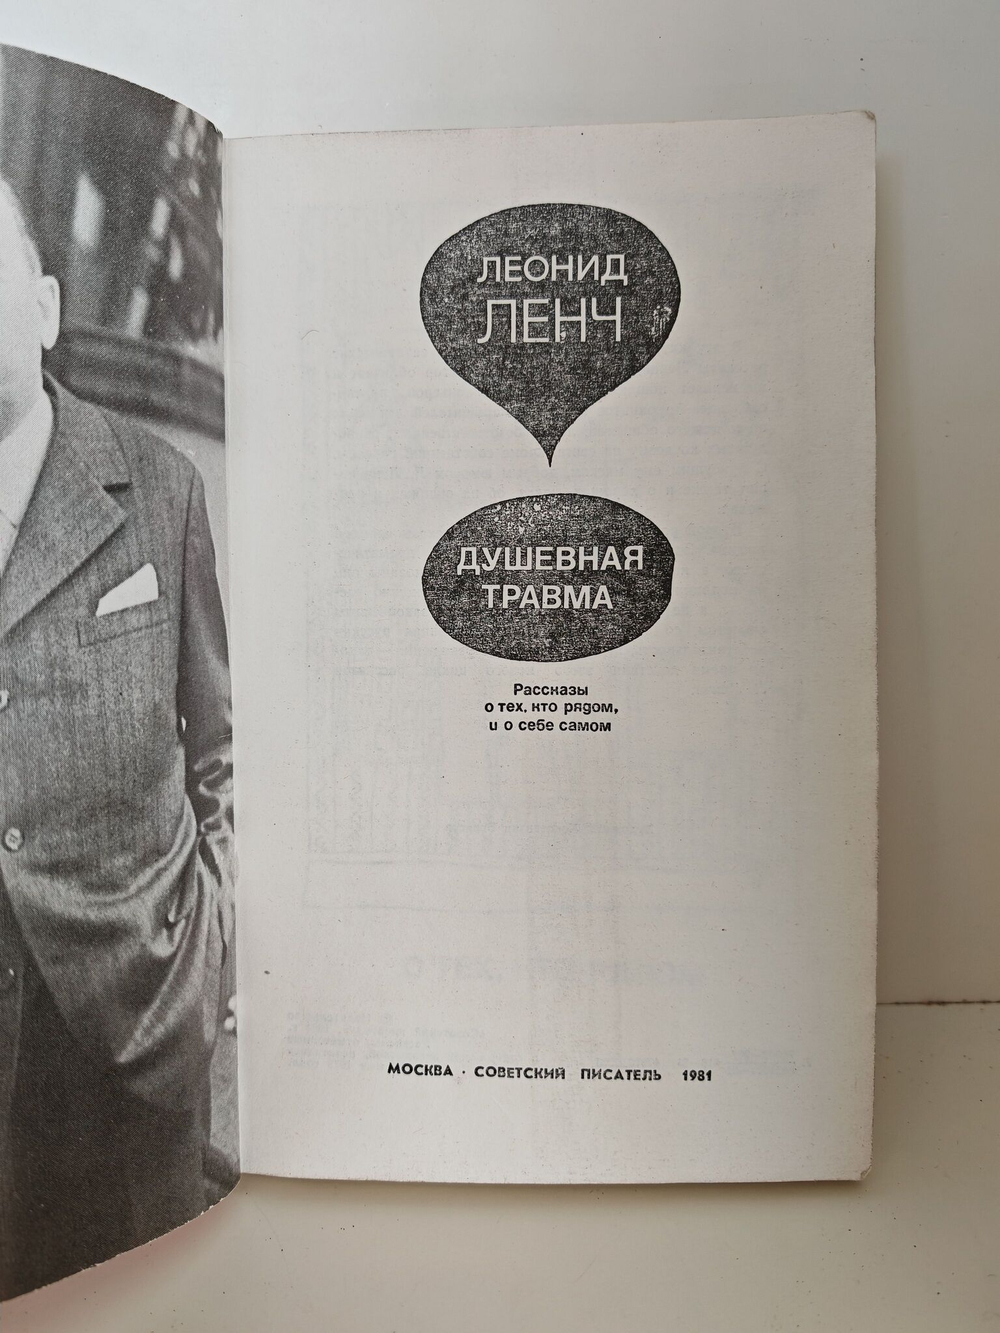 ЛЕОНИД
ЛЕНЧ
ДУШЕВНАЯ
ТРАВМА
Рассказы
о тех, кто рядом,
и о себе самом
МОСКВА · СОВЕТСКИЙ ПИСАТЕЛЬ 1981